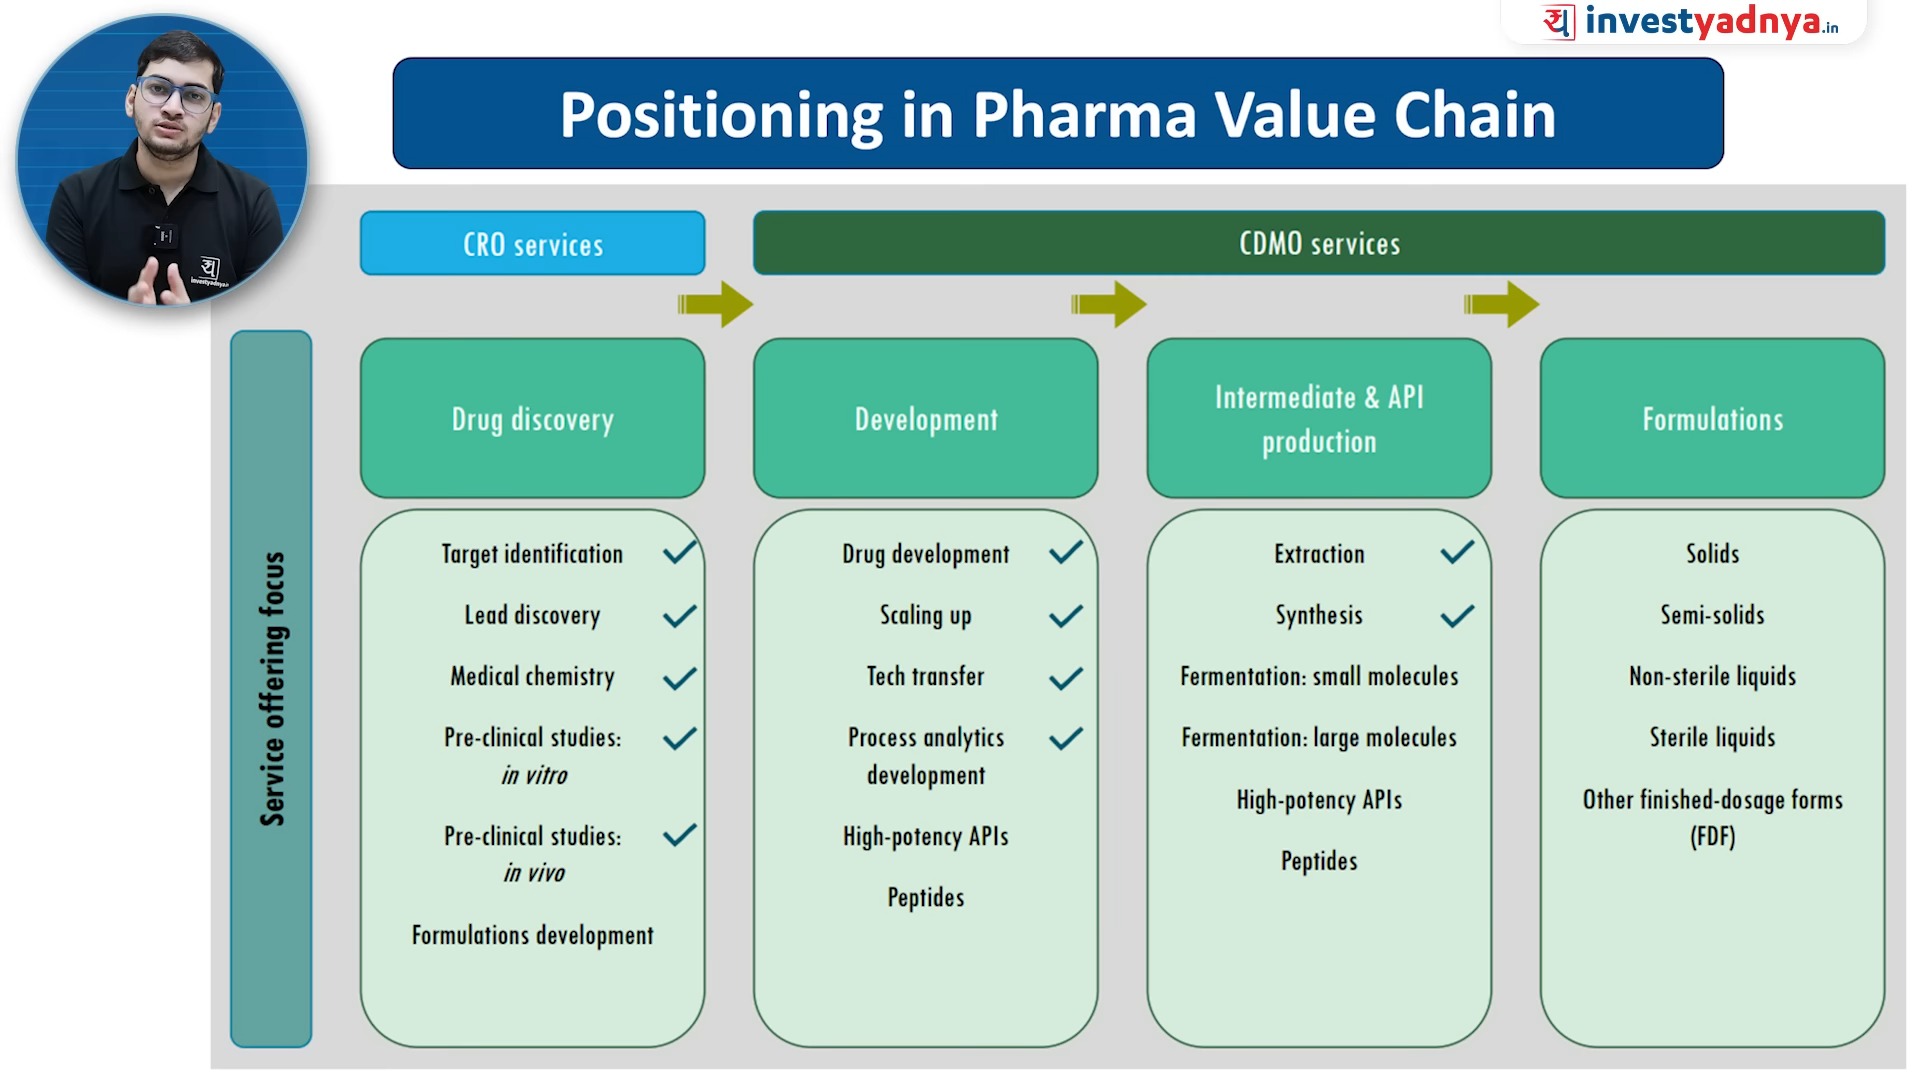 investyadnya.in
Positioning in Pharma Value Chain
CRO services
CDMO services
Service offering focus
Drug discovery
Target identification
Lead discovery
Medical chemistry
Pre-clinical studies:
in vitro
Pre-clinical studies:
in vivo
Formulations development
Development
Drug development
Scaling up
Tech transfer
Process analytics
development
High-potency APIs
Peptides
Intermediate & API
production
Extraction
Synthesis
Fermentation: small molecules
Fermentation: large molecules
High-potency APIs
Peptides
Formulations
Solids
Semi-solids
Non-sterile liquids
Sterile liquids
Other finished-dosage forms
(FDF)
investyadnya